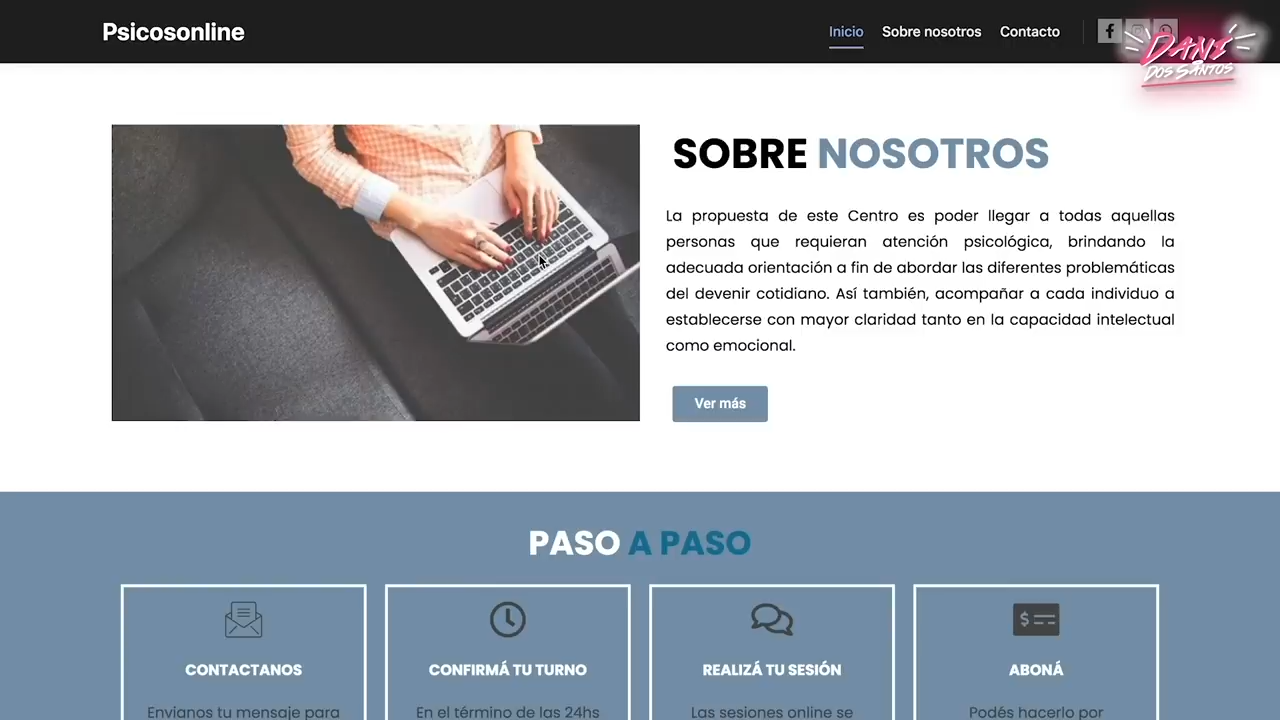 Psicosonline
Inicio Sobre nosotros Contacto
DANI
DOS SANTOS
SOBRE NOSOTROS
La propuesta de este Centro es poder llegar a todas aquellas
personas que requieran atención psicológica, brindando la
adecuada orientación a fin de abordar las diferentes problemáticas
del devenir cotidiano. Así también, acompañar a cada individuo a
establecerse con mayor claridad tanto en la capacidad intelectual
como emocional.
Ver más
PASO A PASO
CONTACTANOS
Envianos tu mensaje para
CONFIRMÁ TU TURNO
En el término de las 24hs
REALIZÁ TU SESIÓN
Las sesiones online se
ABONÁ
Podés hacerlo por